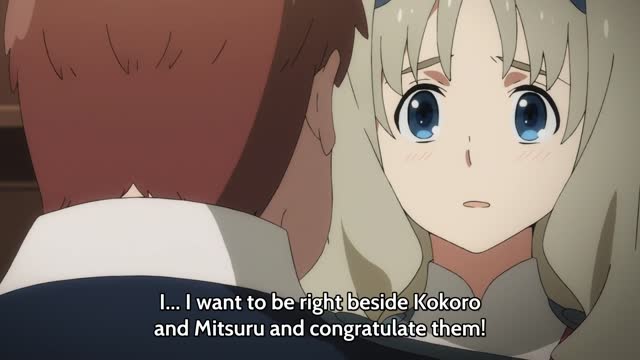 I... I want to be right beside Kokoro
and Mitsuru and congratulate them!